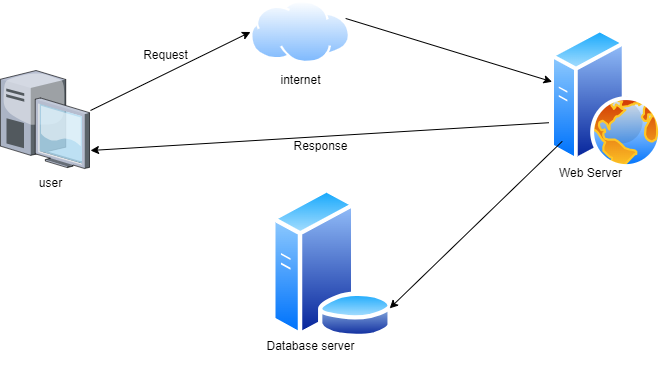 Request
internet
Response
Web Server
user
Database server